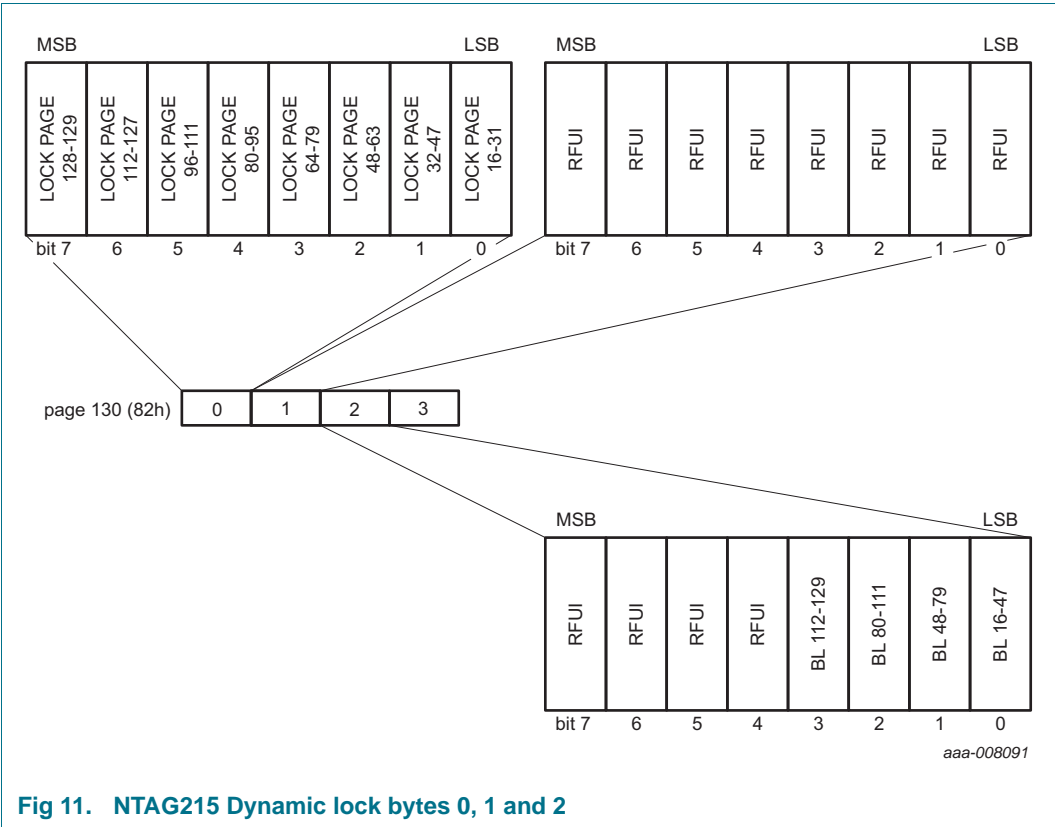 MSB LSB
LOCK PAGE 128-129
LOCK PAGE 112-127
LOCK PAGE 96-111
LOCK PAGE 80-95
LOCK PAGE 64-79
LOCK PAGE 48-63
LOCK PAGE 32-47
LOCK PAGE 16-31
bit 7 6 5 4 3 2 1 0
MSB LSB
RFUI RFUI RFUI RFUI RFUI RFUI RFUI RFUI
bit 7 6 5 4 3 2 1 0
page 130 (82h) 0 1 2 3
MSB LSB
RFUI RFUI RFUI RFUI BL 112-129 BL 80-111 BL 48-79 BL 16-47
bit 7 6 5 4 3 2 1 0
aaa-008091
Fig 11. NTAG215 Dynamic lock bytes 0, 1 and 2